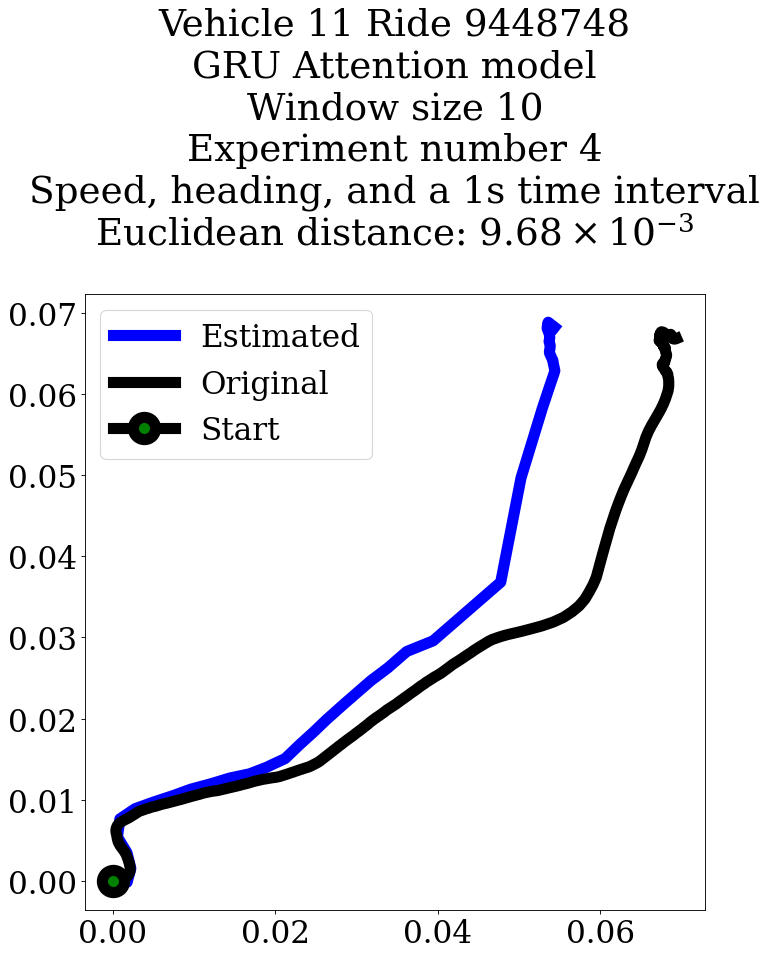 Vehicle 11 Ride 9448748
GRU Attention model
Window size 10
Experiment number 4
Speed, heading, and a 1s time interval
Euclidean distance: 9.68 × 10⁻³
0.07
0.06
0.05
0.04
0.03
0.02
0.01
0.00
Estimated
Original
Start
0.00 0.02 0.04 0.06